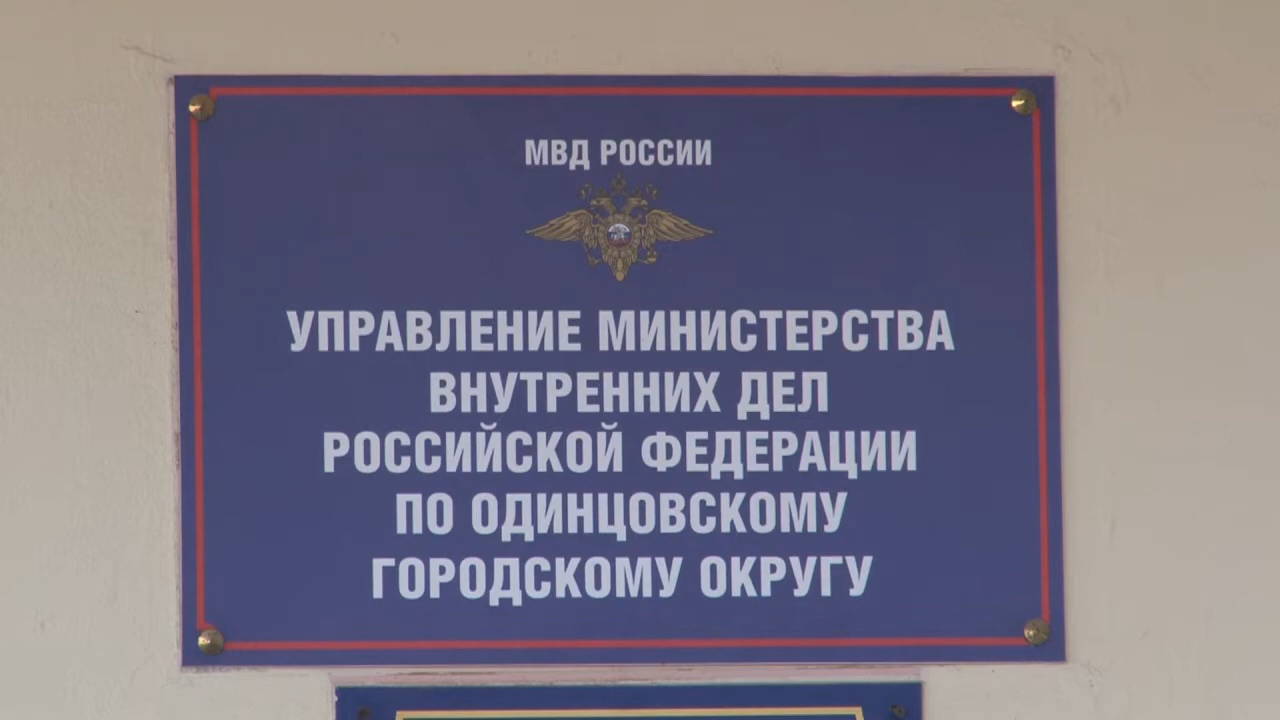 МВД РОССИИ
УПРАВЛЕНИЕ МИНИСТЕРСТВА
ВНУТРЕННИХ ДЕЛ
РОССИЙСКОЙ ФЕДЕРАЦИИ
ПО ОДИНЦОВСКОМУ
ГОРОДСКОМУ ОКРУГУ